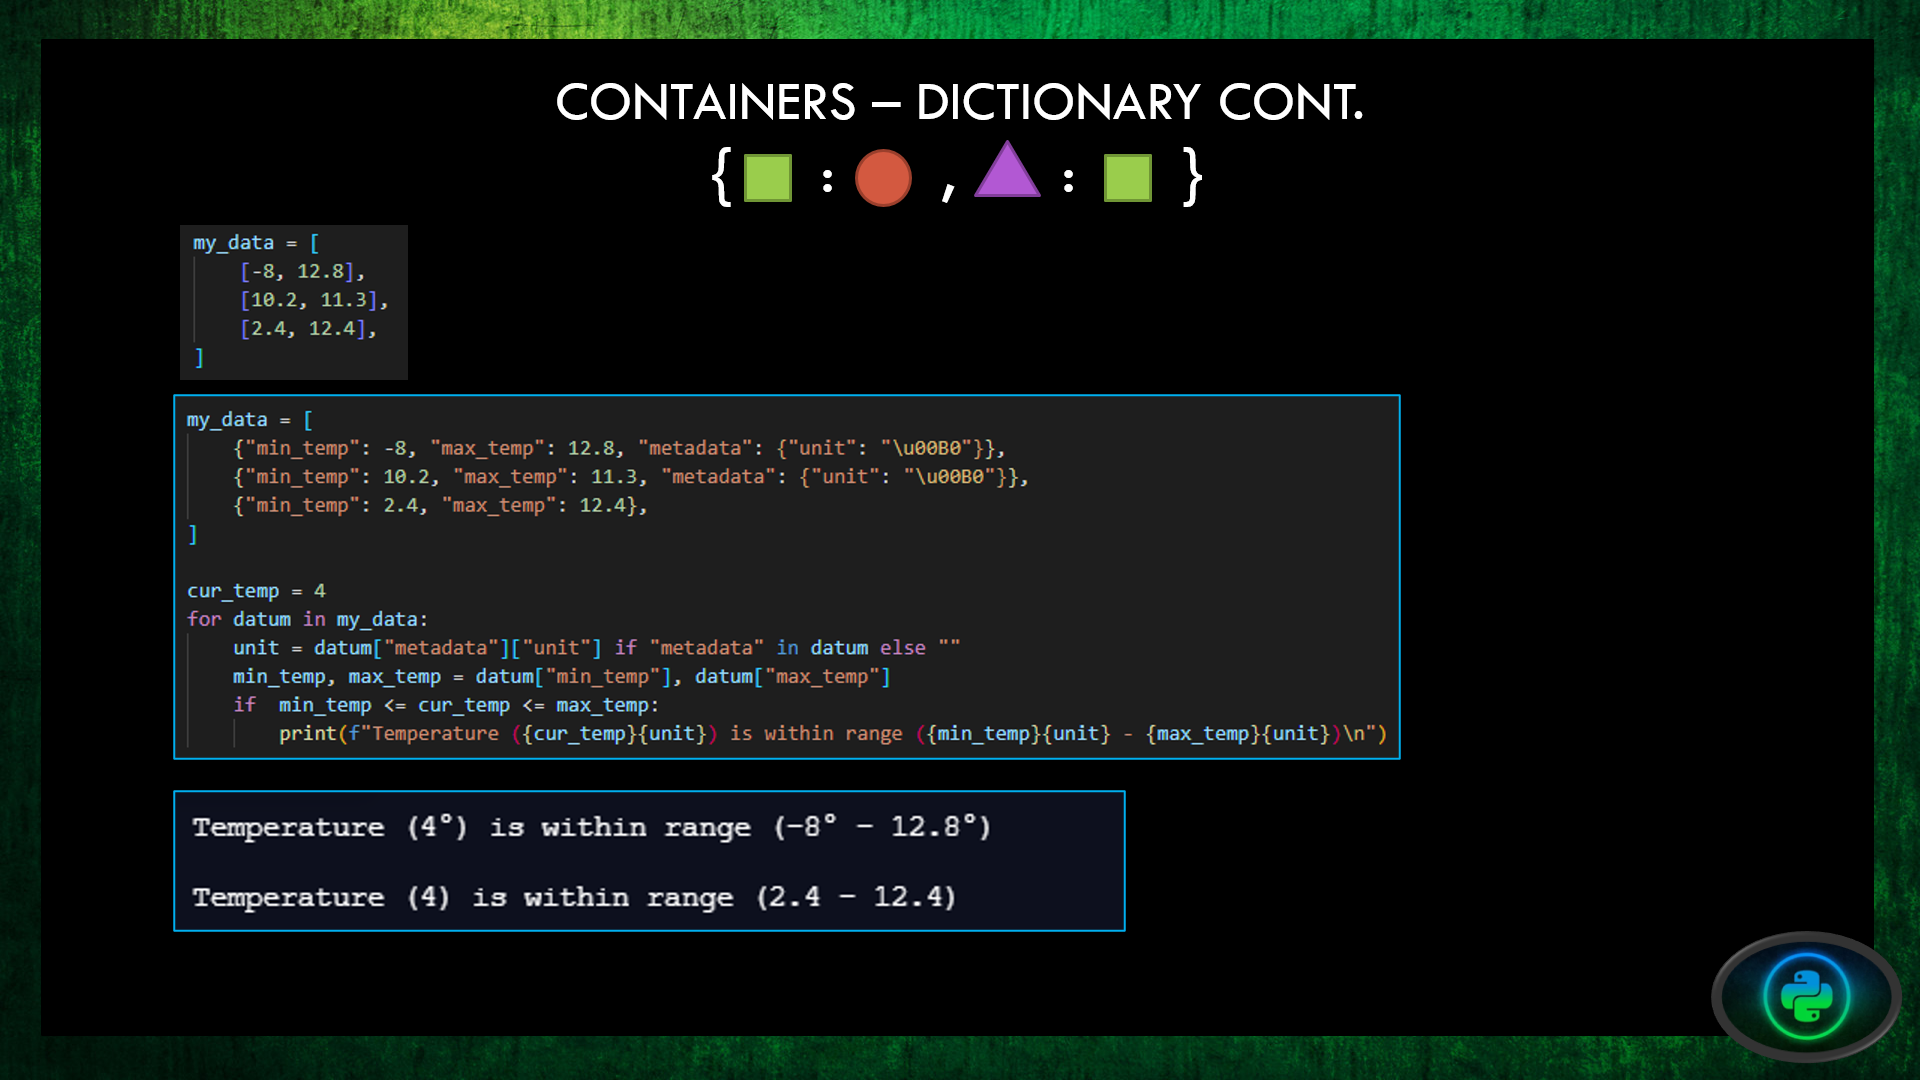 CONTAINERS – DICTIONARY CONT.
{ : , : }
my_data = [
    [-8, 12.8],
    [10.2, 11.3],
    [2.4, 12.4],
]
my_data = [
    {"min_temp": -8, "max_temp": 12.8, "metadata": {"unit": "\u00B0"}},
    {"min_temp": 10.2, "max_temp": 11.3, "metadata": {"unit": "\u00B0"}},
    {"min_temp": 2.4, "max_temp": 12.4},
]
cur_temp = 4
for datum in my_data:
    unit = datum["metadata"]["unit"] if "metadata" in datum else ""
    min_temp, max_temp = datum["min_temp"], datum["max_temp"]
    if  min_temp <= cur_temp <= max_temp:
        print(f"Temperature ({cur_temp}{unit}) is within range ({min_temp}{unit} - {max_temp}{unit})\n")
Temperature (4°) is within range (-8° - 12.8°)
Temperature (4) is within range (2.4 - 12.4)